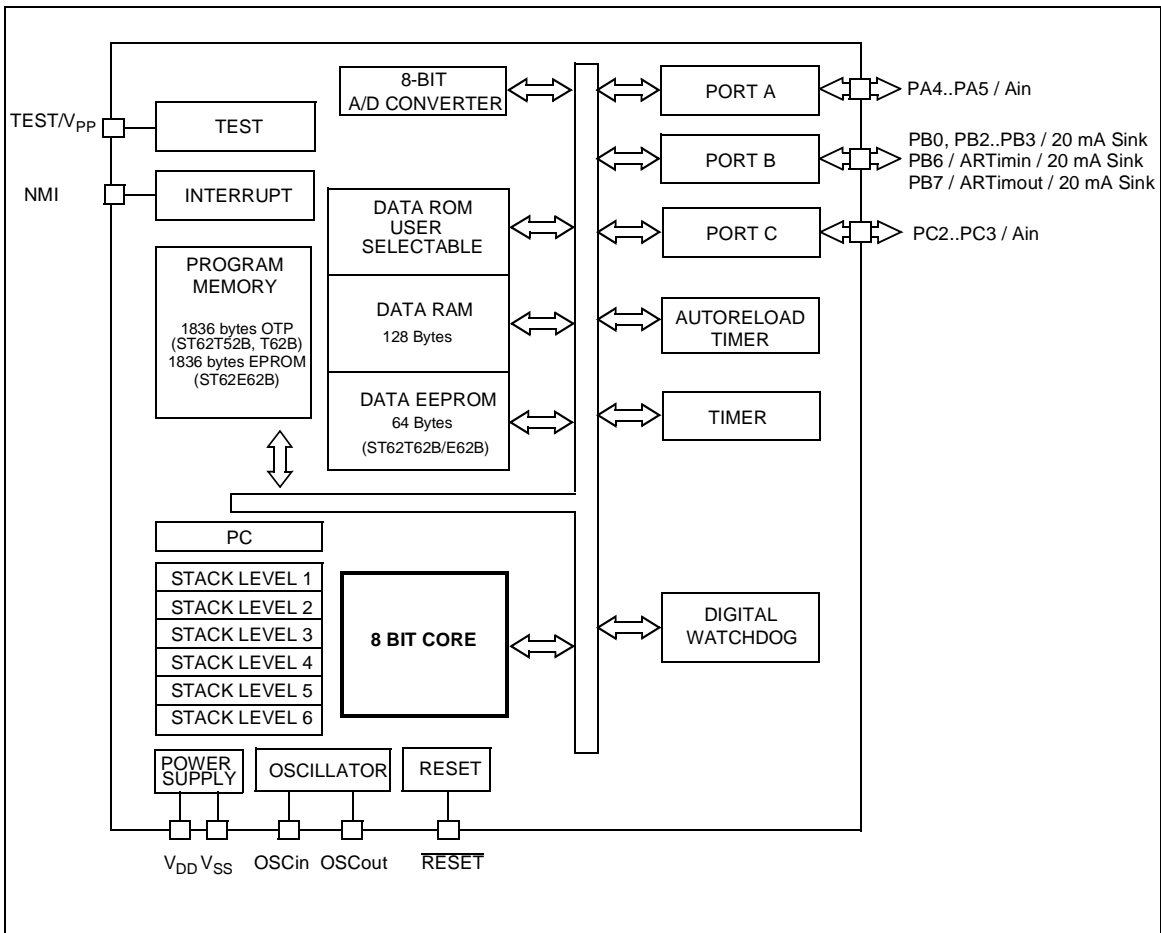 8-BIT
A/D CONVERTER
PORT A
PA4..PA5 / Ain
TEST/VPP
TEST
PORT B
PB0, PB2..PB3 / 20 mA Sink
PB6 / ARTimin / 20 mA Sink
PB7 / ARTimout / 20 mA Sink
NMI
INTERRUPT
DATA ROM
USER
SELECTABLE
PORT C
PC2..PC3 / Ain
PROGRAM
MEMORY
1836 bytes OTP
(ST62T52B, T62B)
1836 bytes EPROM
(ST62E62B)
DATA RAM
128 Bytes
AUTORELOAD
TIMER
DATA EEPROM
64 Bytes
(ST62T62B/E62B)
TIMER
PC
STACK LEVEL 1
STACK LEVEL 2
STACK LEVEL 3
STACK LEVEL 4
STACK LEVEL 5
STACK LEVEL 6
8 BIT CORE
DIGITAL
WATCHDOG
POWER
SUPPLY
OSCILLATOR
RESET
VDD VSS OSCin OSCout RESET